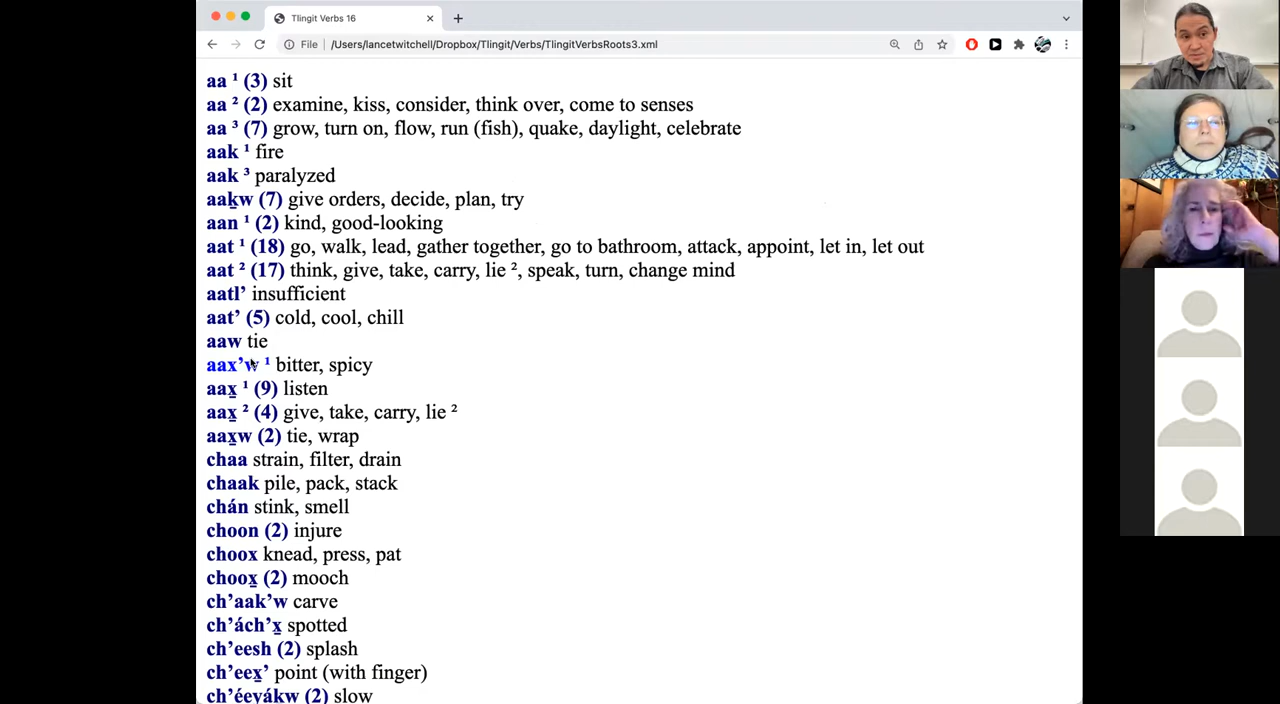 Tlingit Verbs 16
File | /Users/lancetwitchell/Dropbox/Tlingit/Verbs/TlingitVerbsRoots3.xml
aa ¹ (3) sit
aa ² (2) examine, kiss, consider, think over, come to senses
aa ³ (7) grow, turn on, flow, run (fish), quake, daylight, celebrate
aak ¹ fire
aak ³ paralyzed
aaḵw (7) give orders, decide, plan, try
aan ¹ (2) kind, good-looking
aat ¹ (18) go, walk, lead, gather together, go to bathroom, attack, appoint, let in, let out
aat ² (17) think, give, take, carry, lie ², speak, turn, change mind
aatl’ insufficient
aat’ (5) cold, cool, chill
aaw tie
aax’w ¹ bitter, spicy
aax̱ ¹ (9) listen
aax̱ ² (4) give, take, carry, lie ²
aax̱w (2) tie, wrap
chaa strain, filter, drain
chaak pile, pack, stack
chán stink, smell
choon (2) injure
choox knead, press, pat
choox̱ (2) mooch
ch’aak’w carve
ch’ách’x̱ spotted
ch’eesh (2) splash
ch’eex̱’ point (with finger)
ch’éeyákw (2) slow